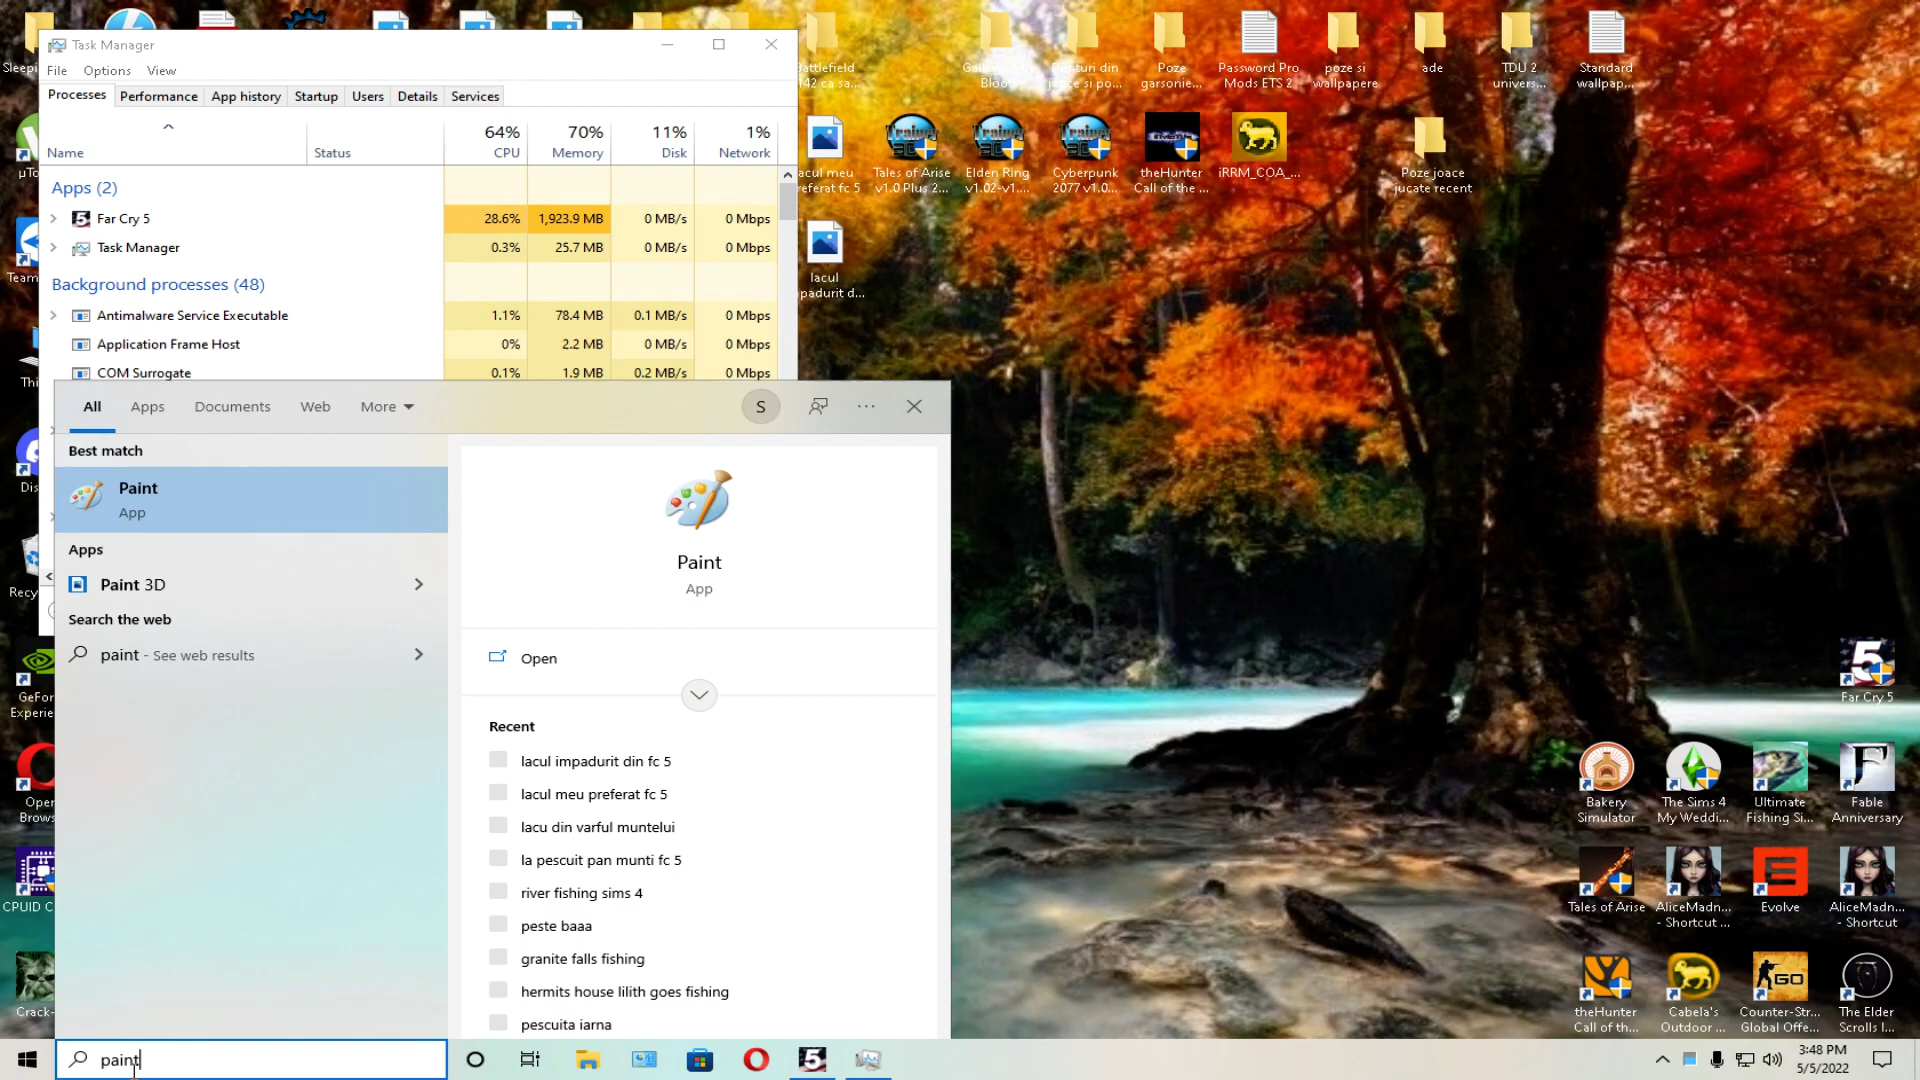 Task Manager
File Options View
Processes Performance App history Startup Users Details Services
64% 70% 11% 1%
Name Status CPU Memory Disk Network
Apps (2)
Far Cry 5 28.6% 1,923.9 MB 0 MB/s 0 Mbps
Task Manager 0.3% 25.7 MB 0 MB/s 0 Mbps
Background processes (48)
Antimalware Service Executable 1.1% 78.4 MB 0.1 MB/s 0 Mbps
Application Frame Host 0% 2.2 MB 0 MB/s 0 Mbps
COM Surrogate 0.1% 1.9 MB 0.2 MB/s 0 Mbps
All Apps Documents Web More
S
Best match
Paint
App
Apps
Paint 3D
Search the web
paint - See web results
Paint
App
Open
Recent
lacul impadurit din fc 5
lacul meu preferat fc 5
lacu din varful muntelui
la pescuit pan munti fc 5
river fishing sims 4
peste baaa
granite falls fishing
hermits house lilith goes fishing
pescuita iarna
paint
Poze
garsonie...
Password Pro
Mods ETS 2
poze si
wallpapere
ade
TDU 2
univers...
Standard
wallpap...
Tales of Arise
v1.0 Plus 2...
Elden Ring
v1.02-v1....
Cyberpunk
2077 v1.0...
theHunter
Call of the ...
iRRM_COA_...
Poze joace
jucate recent
lacul
Far Cry 5
Bakery
Simulator
The Sims 4
My Weddi...
Ultimate
Fishing Si...
Fable
Anniversary
Tales of Arise
AliceMadn...
- Shortcut ...
Evolve
AliceMadn...
- Shortcut
theHunter
Call of the...
Cabela's
Outdoor ...
Counter-Str...
Global Offe...
The Elder
Scrolls I...
CPUID C
Crack-
3:48 PM
5/5/2022